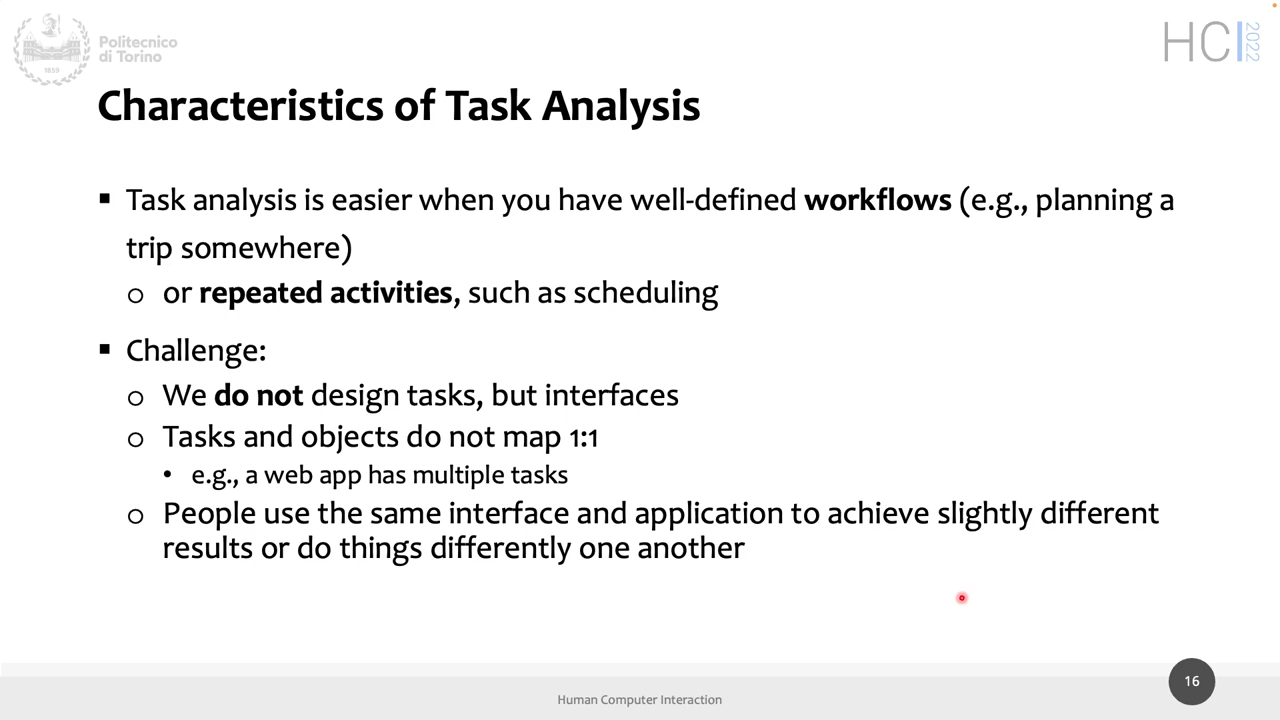 Politecnico
di Torino
1859
HCI 2022
Characteristics of Task Analysis
▪ Task analysis is easier when you have well-defined workflows (e.g., planning a
trip somewhere)
o or repeated activities, such as scheduling
▪ Challenge:
o We do not design tasks, but interfaces
o Tasks and objects do not map 1:1
• e.g., a web app has multiple tasks
o People use the same interface and application to achieve slightly different
results or do things differently one another
16
Human Computer Interaction